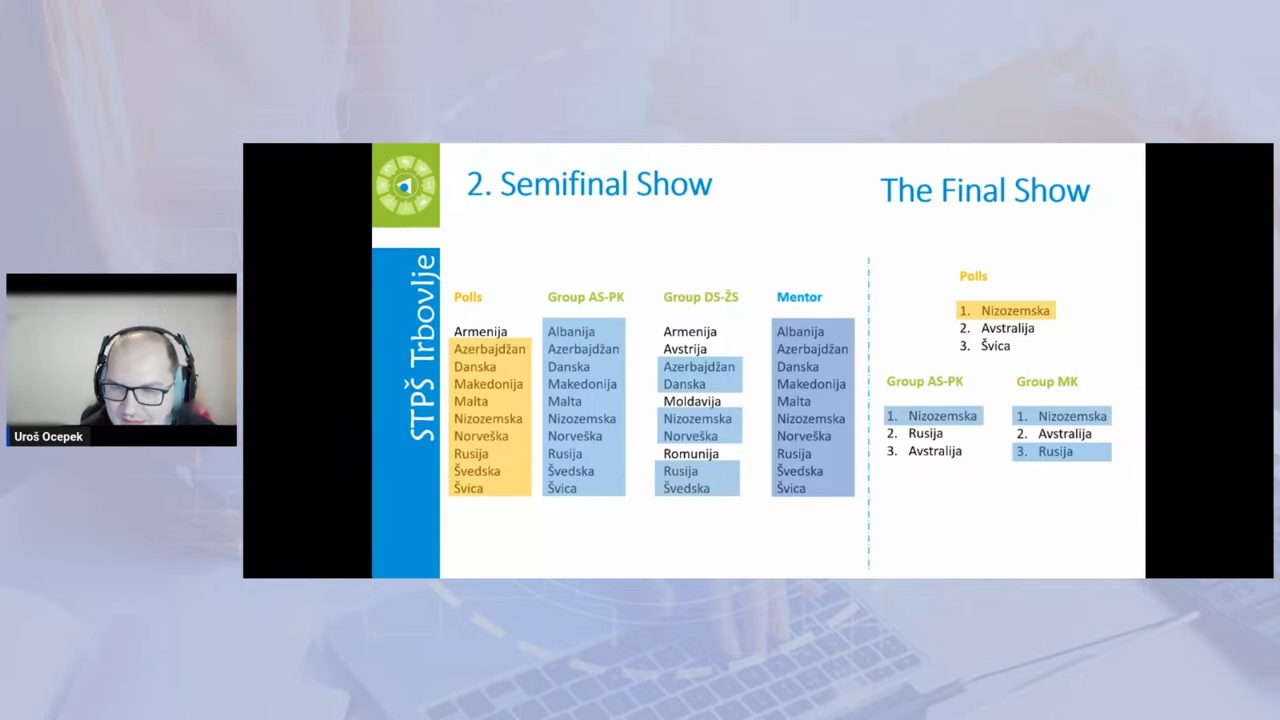 2. Semifinal Show
The Final Show
STPŠ Trbovlje
Polls
Armenija
Azerbajdžan
Danska
Makedonija
Malta
Nizozemska
Norveška
Rusija
Švedska
Švica
Group AS-PK
Albanija
Azerbajdžan
Danska
Makedonija
Malta
Nizozemska
Norveška
Rusija
Švedska
Švica
Group DS-ŽS
Armenija
Avstrija
Azerbajdžan
Danska
Moldavija
Nizozemska
Norveška
Romunija
Rusija
Švedska
Mentor
Albanija
Azerbajdžan
Danska
Makedonija
Malta
Nizozemska
Norveška
Rusija
Švedska
Švica
Polls
1. Nizozemska
2. Avstralija
3. Švica
Group AS-PK
1. Nizozemska
2. Rusija
3. Avstralija
Group MK
1. Nizozemska
2. Avstralija
3. Rusija
Uroš Ocepek